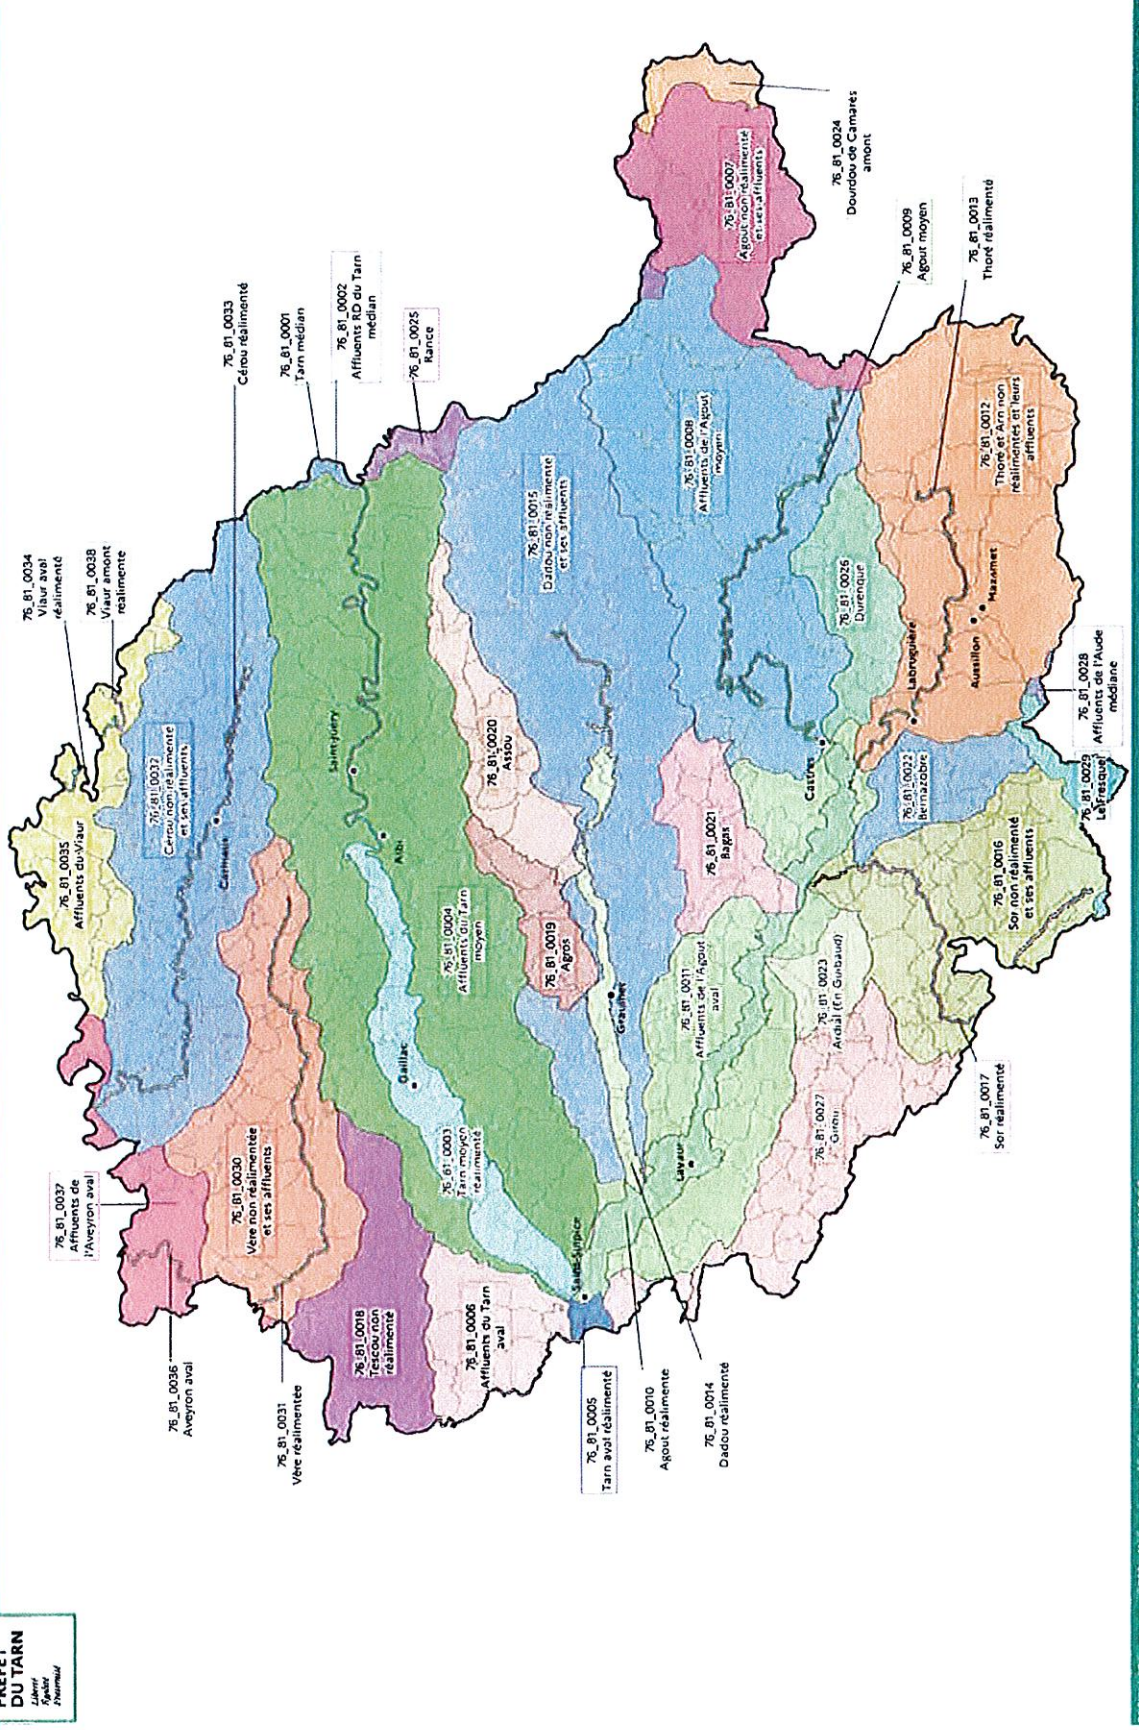 PRÉFET
DU TARN
76_81_0034
Viaur aval
réalimenté
76_81_0038
Viaur amont
réalimenté
76_81_0033
Cérou réalimenté
76_81_0001
Tarn médian
76_81_0002
Affluents RD du Tarn
médian
76_81_0025
Rance
76_81_0007
Agout non réalimenté
et ses affluents
76_81_0024
Dourdou de Camarès
amont
76_81_0009
Agout moyen
76_81_0013
Thoré réalimenté
76_81_0035
Affluents du Viaur
76_81_0032
Cérou non réalimenté
et ses affluents
Carmaux
Saint-Juéry
Albi
76_81_0037
Affluents de
l'Aveyron aval
76_81_0036
Aveyron aval
76_81_0030
Vère non réalimentée
et ses affluents
76_81_0031
Vère réalimentée
76_81_0018
Tescou non
réalimenté
76_81_0006
Affluents du Tarn
aval
76_81_0003
Tarn moyen
réalimenté
Gaillac
76_81_0004
Affluents du Tarn
moyen
76_81_0020
Assou
76_81_0019
Agros
76_81_0015
Dadou non réalimenté
et ses affluents
76_81_0008
Affluents de l'Agout
moyen
76_81_0026
Durenque
76_81_0012
Thoré et Arn non
réalimentés et leurs
affluents
Labruguière
Aussillon
Mazamet
Castres
76_81_0021
Bagas
Graulhet
76_81_0011
Affluents de l'Agout
aval
76_81_0022
Bernazobre
76_81_0016
Sor non réalimenté
et ses affluents
76_81_0023
Ardial (En Guibaud)
76_81_0027
Girou
Lavaur
Saint-Sulpice
76_81_0005
Tarn aval réalimenté
76_81_0010
Agout réalimenté
76_81_0014
Dadou réalimenté
76_81_0017
Sor réalimenté
76_81_0028
Affluents de l'Aude
médiane
76_81_0029
Le Fresquel